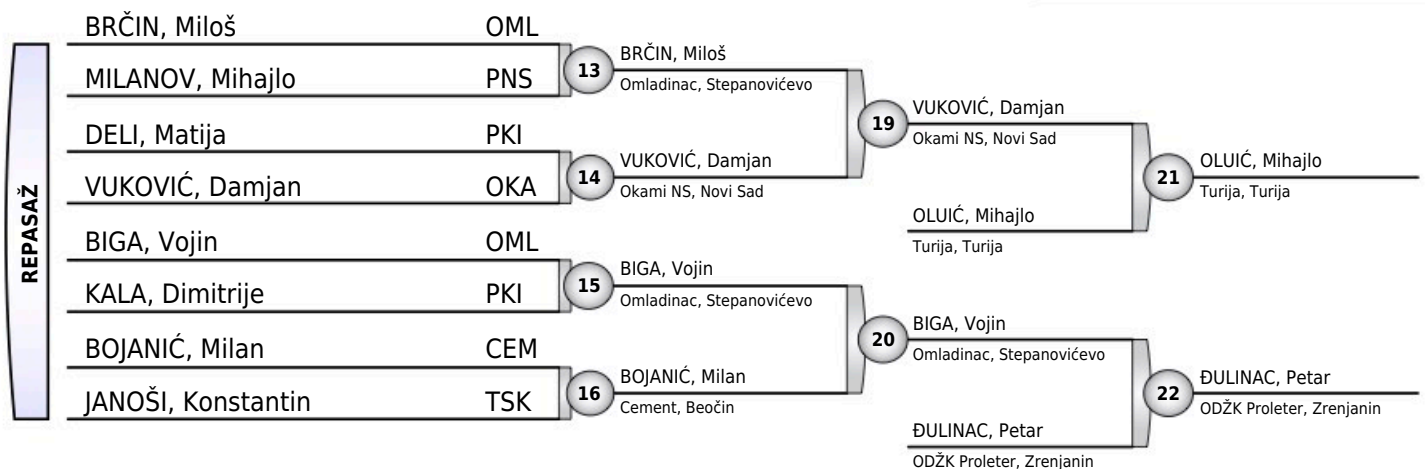 REPASAŽ
BRČIN, Miloš OML
MILANOV, Mihajlo PNS
DELI, Matija PKI
VUKOVIĆ, Damjan OKA
BIGA, Vojin OML
KALA, Dimitrije PKI
BOJANIĆ, Milan CEM
JANOŠI, Konstantin TSK
13
BRČIN, Miloš
Omladinac, Stepanovićevo
14
VUKOVIĆ, Damjan
Okami NS, Novi Sad
15
BIGA, Vojin
Omladinac, Stepanovićevo
16
BOJANIĆ, Milan
Cement, Beočin
19
VUKOVIĆ, Damjan
Okami NS, Novi Sad
OLUIĆ, Mihajlo
Turija, Turija
20
BIGA, Vojin
Omladinac, Stepanovićevo
ĐULINAC, Petar
ODŽK Proleter, Zrenjanin
21
OLUIĆ, Mihajlo
Turija, Turija
22
ĐULINAC, Petar
ODŽK Proleter, Zrenjanin